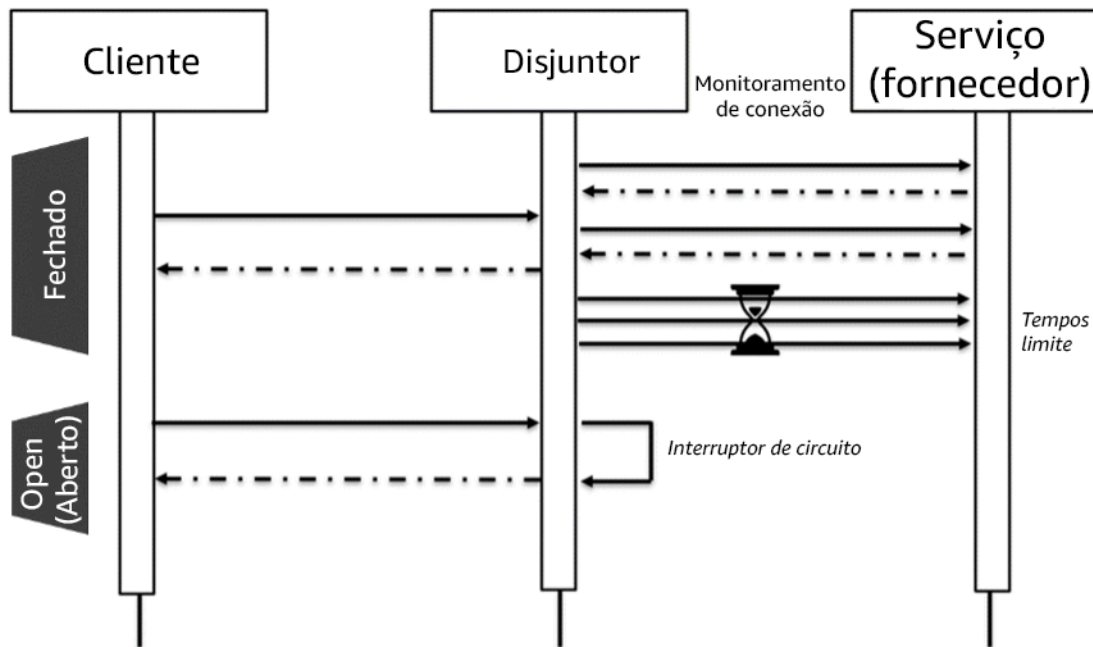 Cliente
Disjuntor
Serviço
(fornecedor)
Monitoramento
de conexão
Fechado
Tempos
limite
Open
(Aberto)
Interruptor de circuito